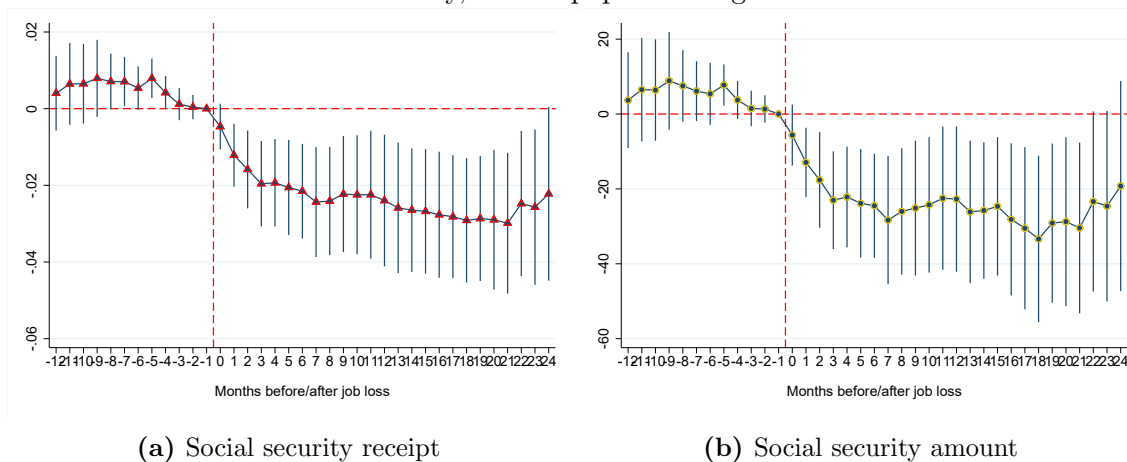 .02
0
-.02
-.04
-.06
-12-11-10-9 -8 -7 -6 -5 -4 -3 -2 -1 0 1 2 3 4 5 6 7 8 9 10 11 12 13 14 15 16 17 18 19 20 21 22 23 24
Months before/after job loss
20
0
-20
-40
-60
-12-11-10-9 -8 -7 -6 -5 -4 -3 -2 -1 0 1 2 3 4 5 6 7 8 9 10 11 12 13 14 15 16 17 18 19 20 21 22 23 24
Months before/after job loss
(a) Social security receipt
(b) Social security amount